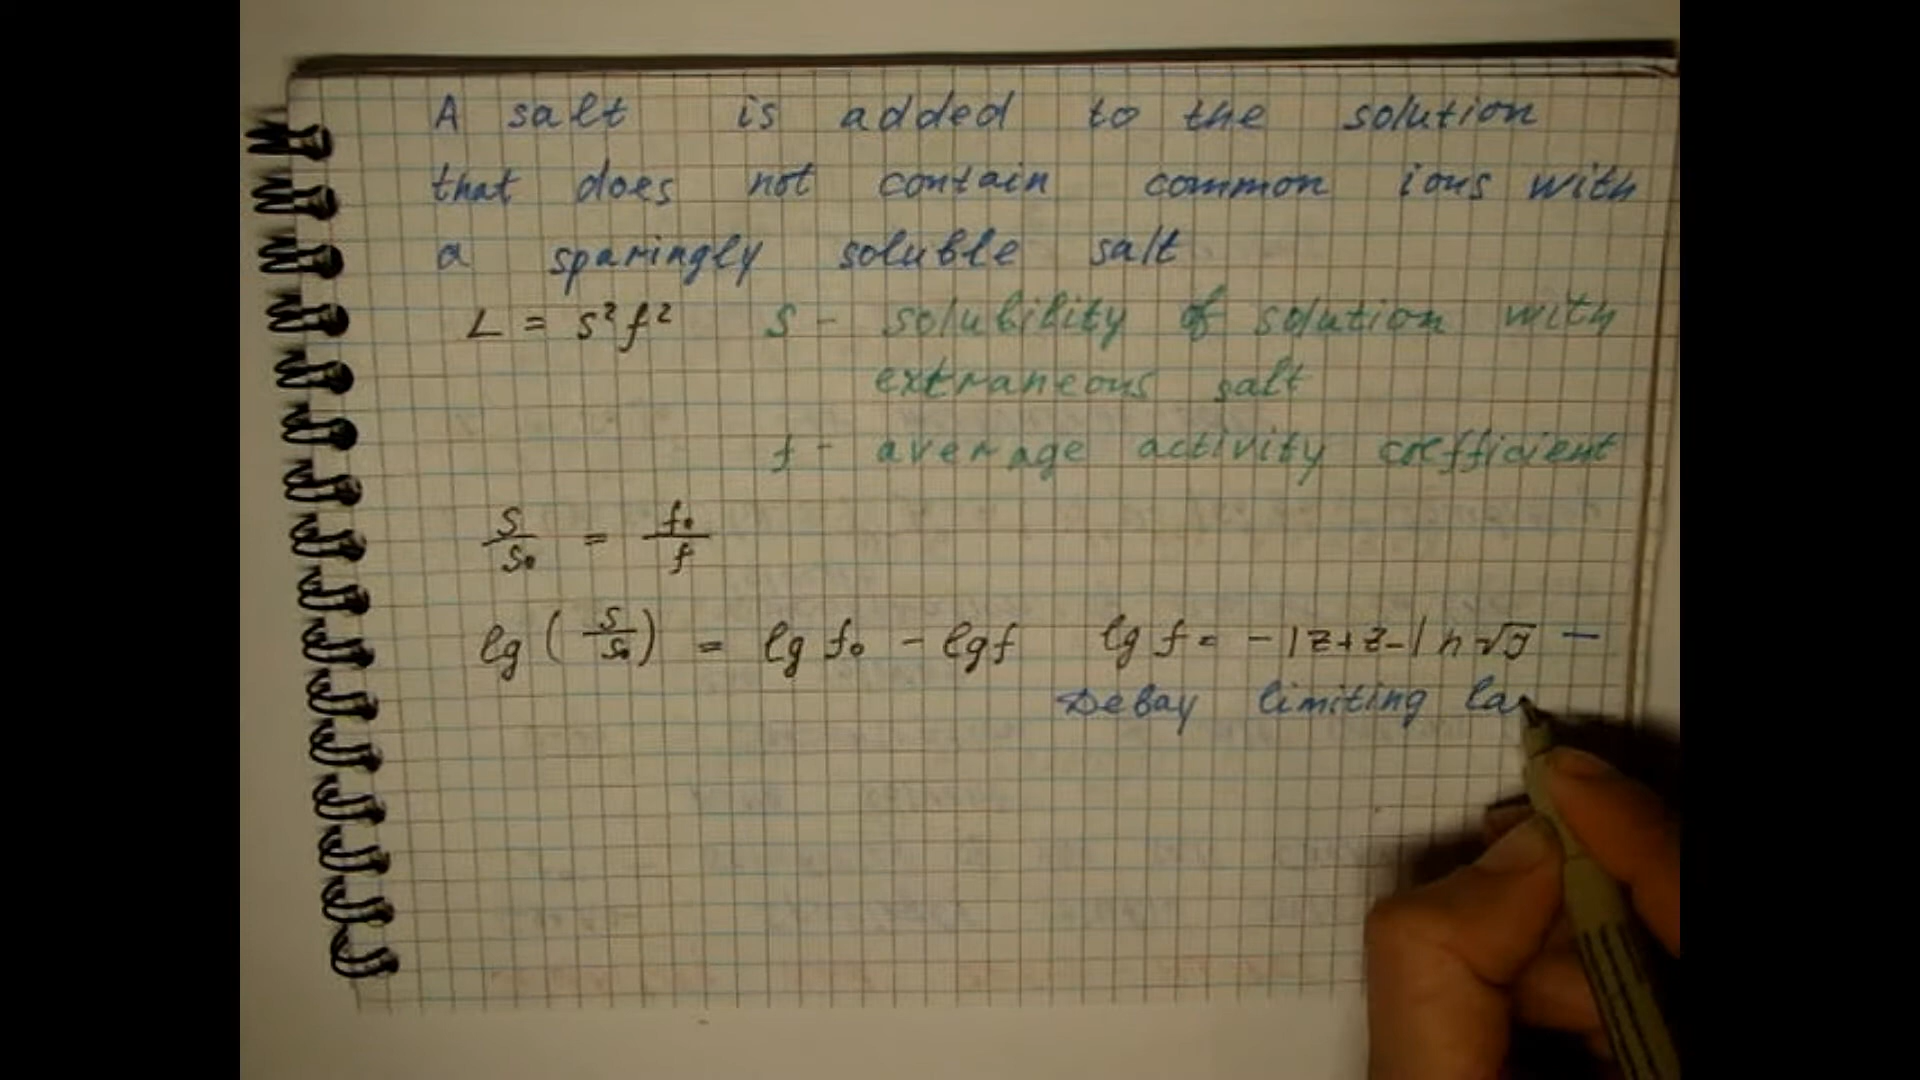 A salt is added to the solution
that does not contain common ions with
a sparingly soluble salt
L = s²f² s - solubility of solution with
extraneous salt
f - average activity coefficient
s/s₀ = f₀/f
lg (s/s₀) = lg f₀ - lg f lg f = - |z+z-| h √J —
Debay limiting la